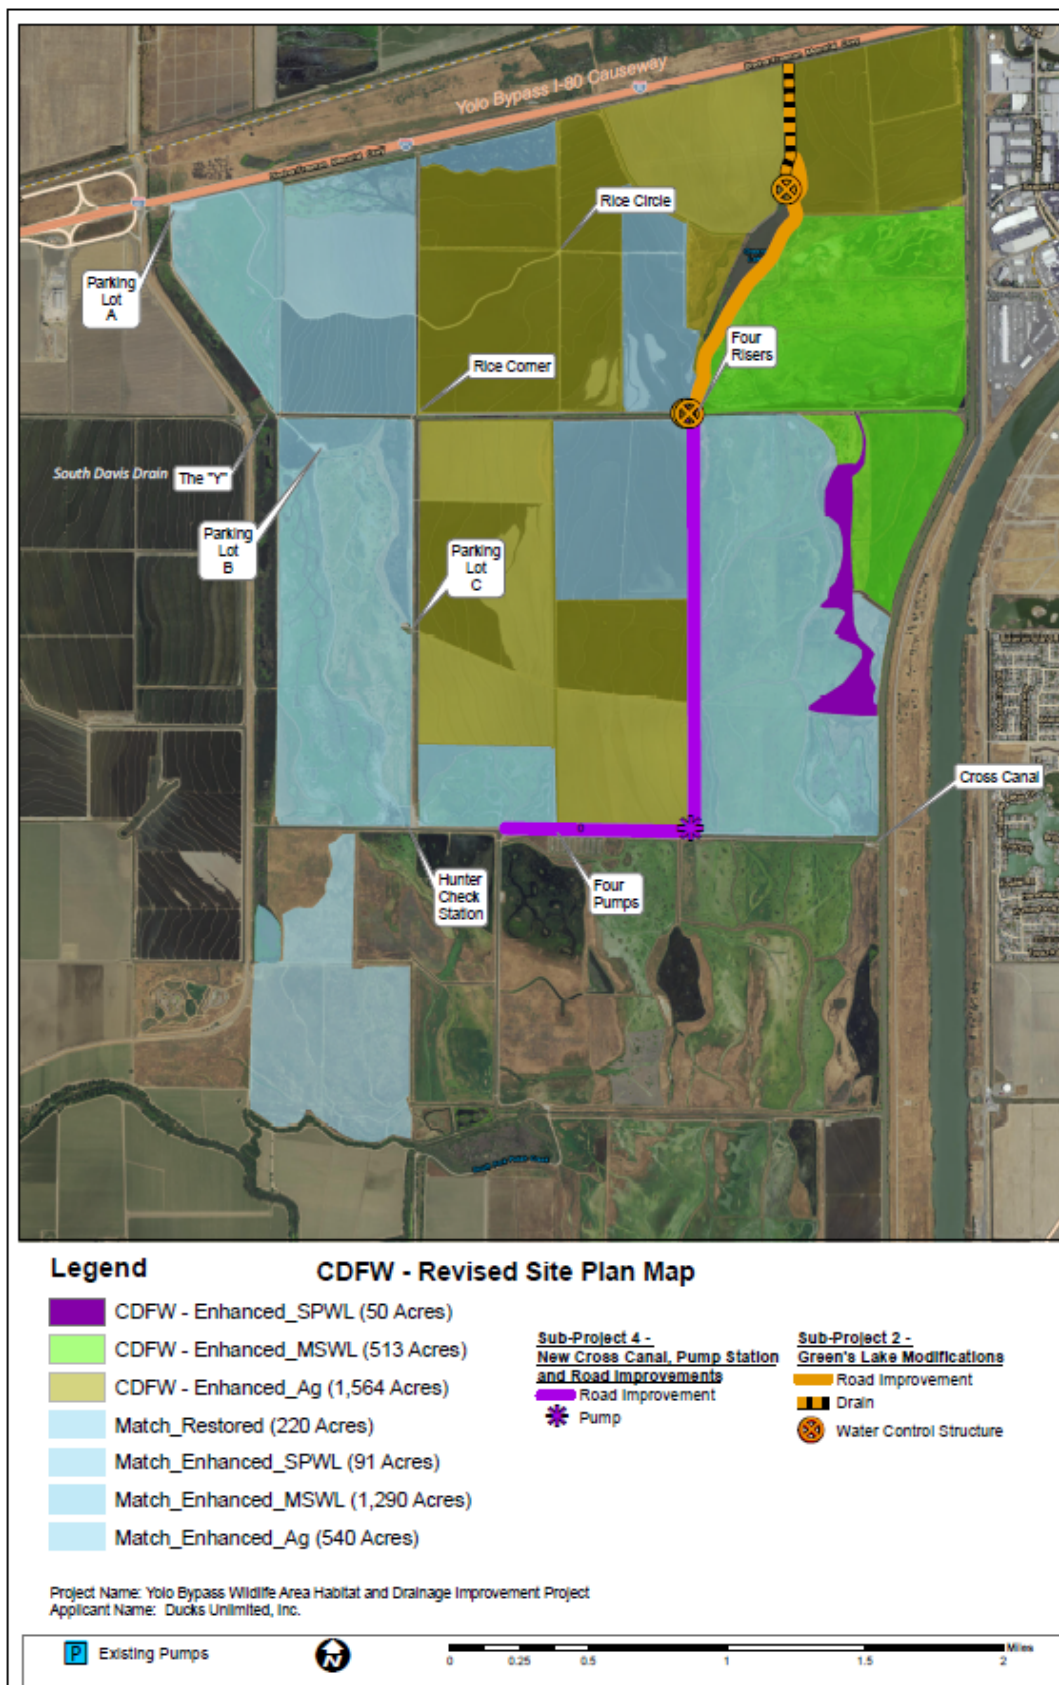 Yolo Bypass I-80 Causeway
Rice Circle
Parking
Lot
A
Four
Risers
Rice Corner
South Davis Drain
The "Y"
Parking
Lot
B
Parking
Lot
C
Cross Canal
Hunter
Check
Station
Four
Pumps
Legend
CDFW - Revised Site Plan Map
CDFW - Enhanced_SPWL (50 Acres)
CDFW - Enhanced_MSWL (513 Acres)
CDFW - Enhanced_Ag (1,564 Acres)
Match_Restored (220 Acres)
Match_Enhanced_SPWL (91 Acres)
Match_Enhanced_MSWL (1,290 Acres)
Match_Enhanced_Ag (540 Acres)
Sub-Project 4 -
New Cross Canal, Pump Station
and Road Improvements
Road Improvement
Pump
Sub-Project 2 -
Green's Lake Modifications
Road Improvement
Drain
Water Control Structure
Project Name: Yolo Bypass Wildlife Area Habitat and Drainage Improvement Project
Applicant Name: Ducks Unlimited, Inc.
P Existing Pumps
N
Miles
0 0.25 0.5 1 1.5 2